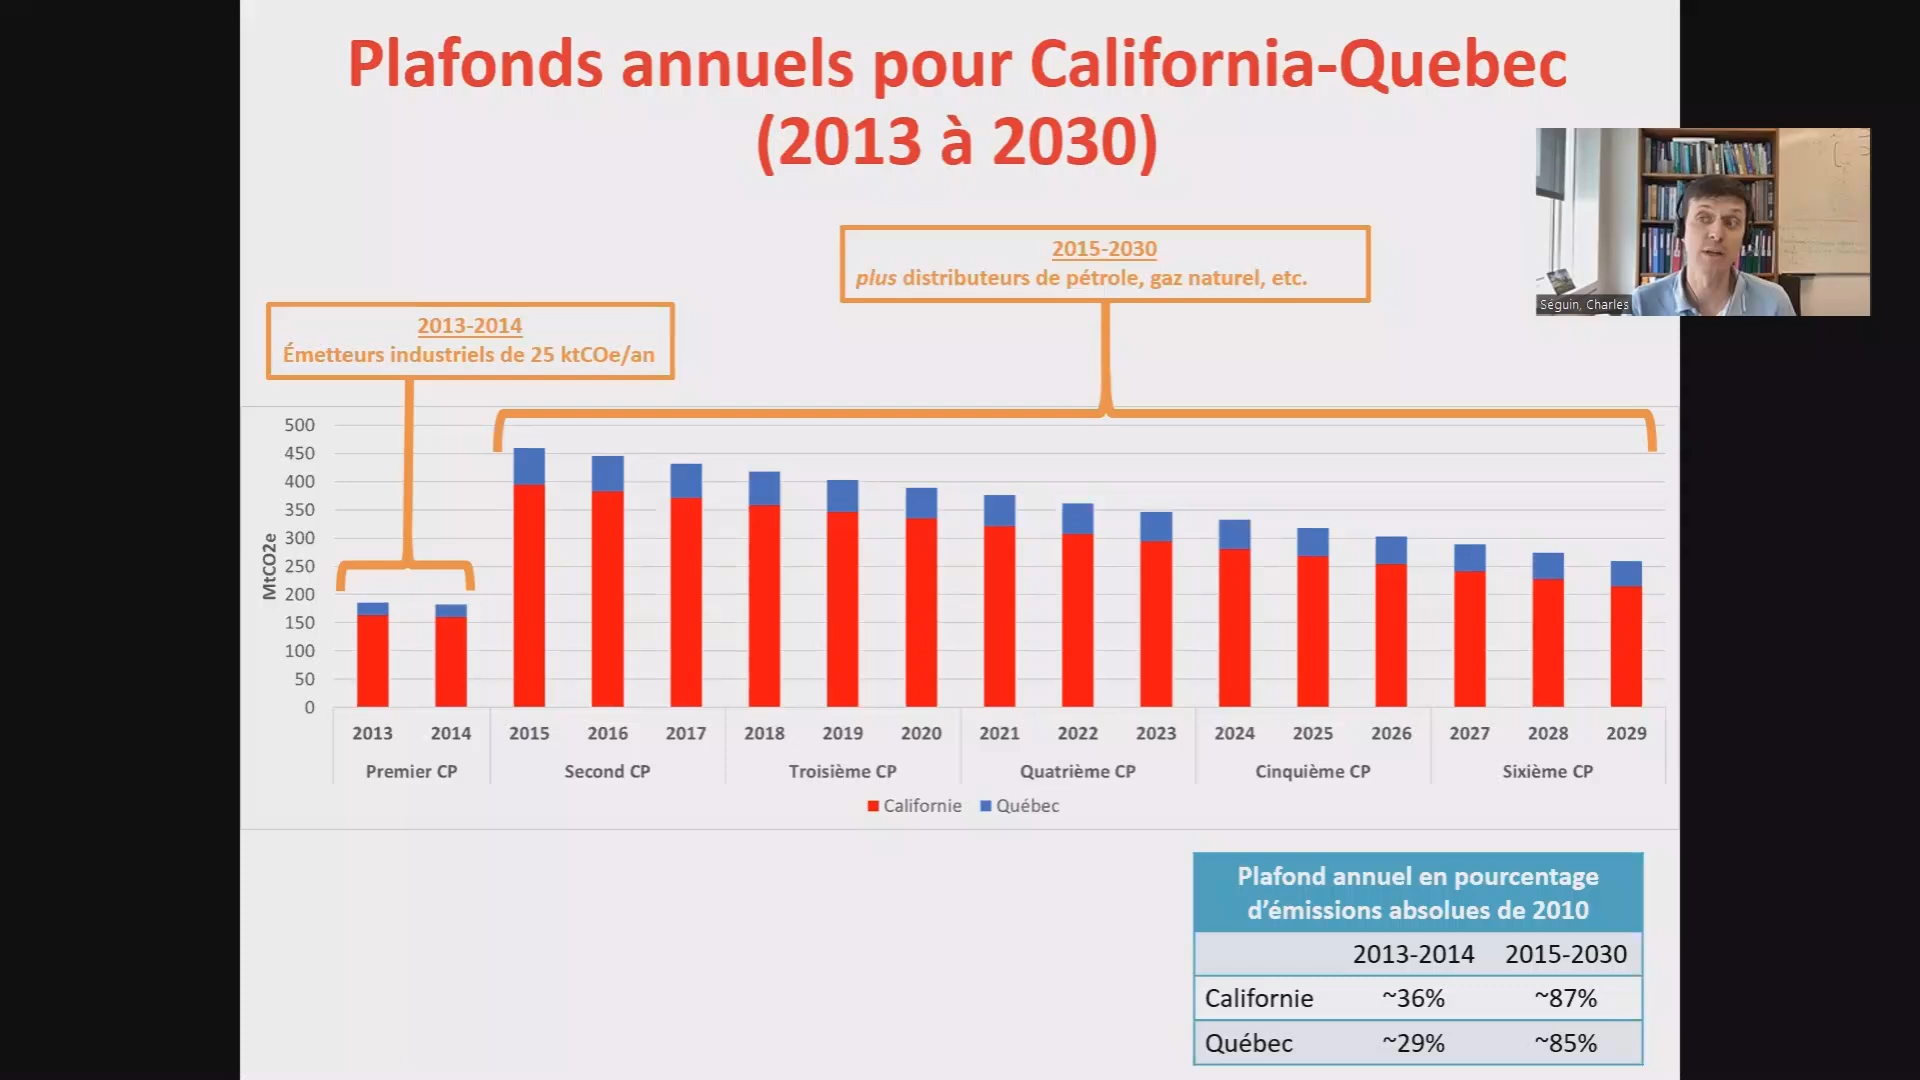 Plafonds annuels pour California-Quebec
(2013 à 2030)
Séguin, Charles
2015-2030
plus distributeurs de pétrole, gaz naturel, etc.
2013-2014
Émetteurs industriels de 25 ktCOe/an
MtCO2e
500
450
400
350
300
250
200
150
100
50
0
2013 2014 2015 2016 2017 2018 2019 2020 2021 2022 2023 2024 2025 2026 2027 2028 2029
Premier CP Second CP Troisième CP Quatrième CP Cinquième CP Sixième CP
Californie Québec
Plafond annuel en pourcentage
d'émissions absolues de 2010
2013-2014 2015-2030
Californie ~36% ~87%
Québec ~29% ~85%